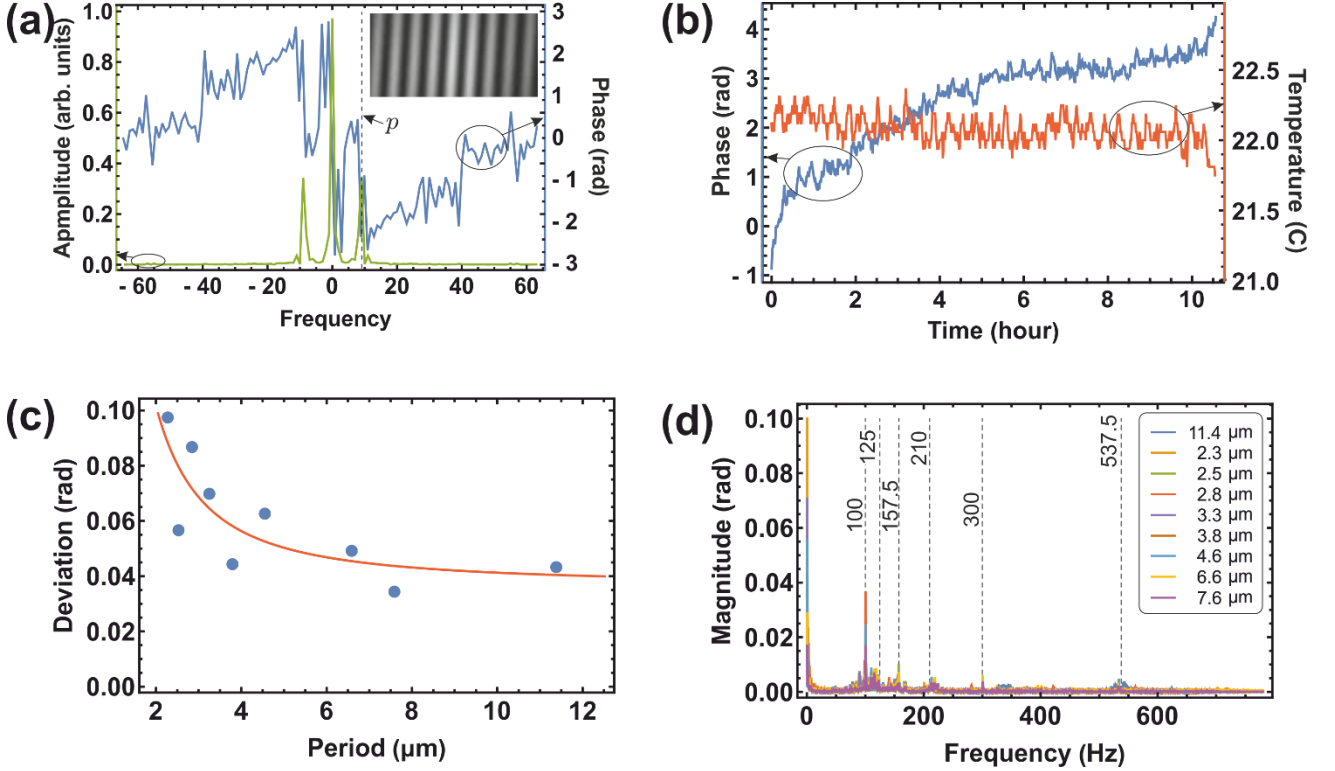 (a)
Apmplitude (arb. units)
1.0
0.8
0.6
0.4
0.2
0.0
- 60
- 40
- 20
0
20
40
60
Frequency
p
3
2
1
0
- 1
- 2
- 3
Phase (rad)
(b)
Phase (rad)
4
3
2
1
0
- 1
0
2
4
6
8
10
Time (hour)
22.5
22.0
21.5
21.0
Temperature (C)
(c)
Deviation (rad)
0.10
0.08
0.06
0.04
0.02
0.00
2
4
6
8
10
12
Period (µm)
(d)
Magnitude (rad)
0.10
0.08
0.06
0.04
0.02
0.00
0
200
400
600
Frequency (Hz)
100
125
157.5
210
300
537.5
11.4 µm
2.3 µm
2.5 µm
2.8 µm
3.3 µm
3.8 µm
4.6 µm
6.6 µm
7.6 µm